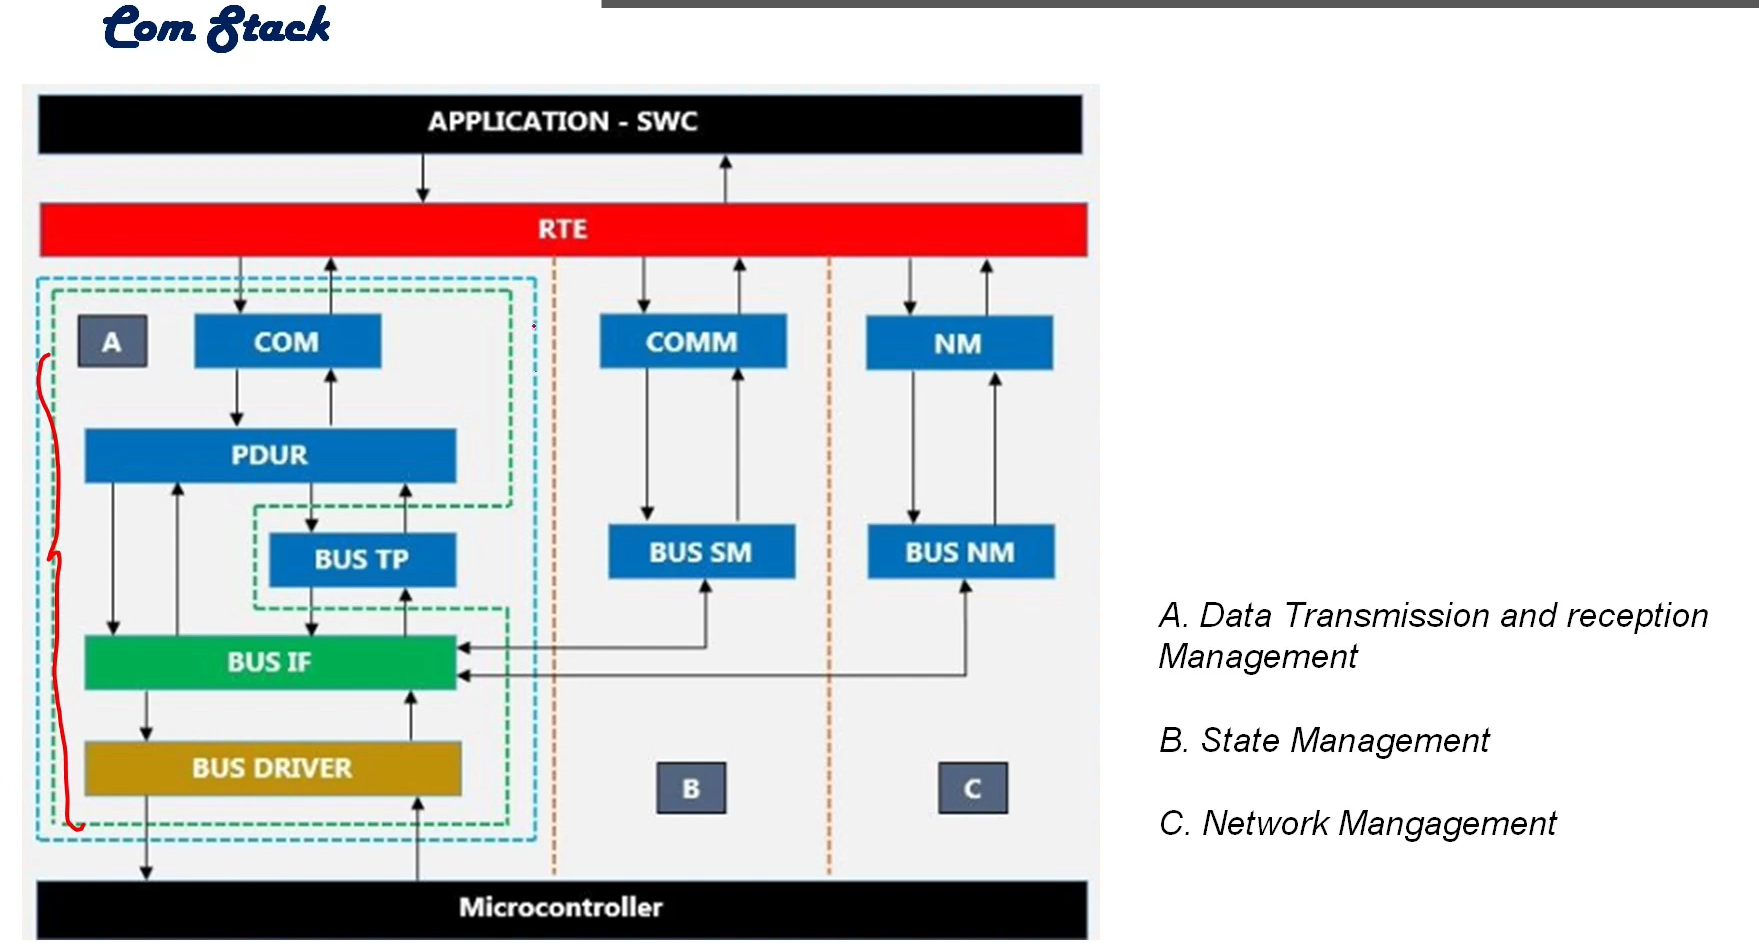 Com Stack
APPLICATION - SWC
RTE
A
COM
COMM
NM
PDUR
BUS TP
BUS SM
BUS NM
BUS IF
BUS DRIVER
B
C
Microcontroller
A. Data Transmission and reception
Management
B. State Management
C. Network Mangagement